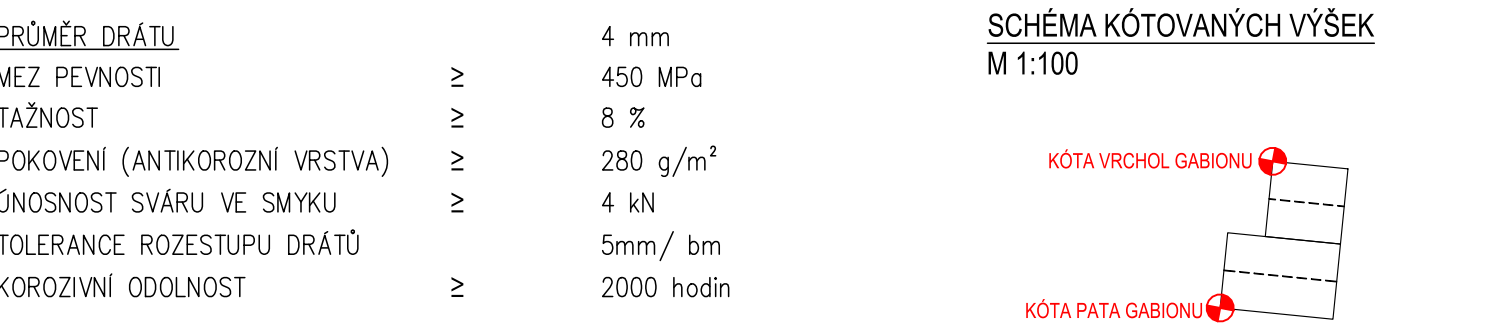 PRŮMĚR DRÁTU 4 mm
MEZ PEVNOSTI ≥ 450 MPa
TAŽNOST ≥ 8 %
POKOVENÍ (ANTIKOROZNÍ VRSTVA) ≥ 280 g/m²
ÚNOSNOST SVÁRU VE SMYKU ≥ 4 kN
TOLERANCE ROZESTUPU DRÁTŮ 5mm/ bm
KOROZIVNÍ ODOLNOST ≥ 2000 hodin
SCHÉMA KÓTOVANÝCH VÝŠEK
M 1:100
KÓTA VRCHOL GABIONU
KÓTA PATA GABIONU